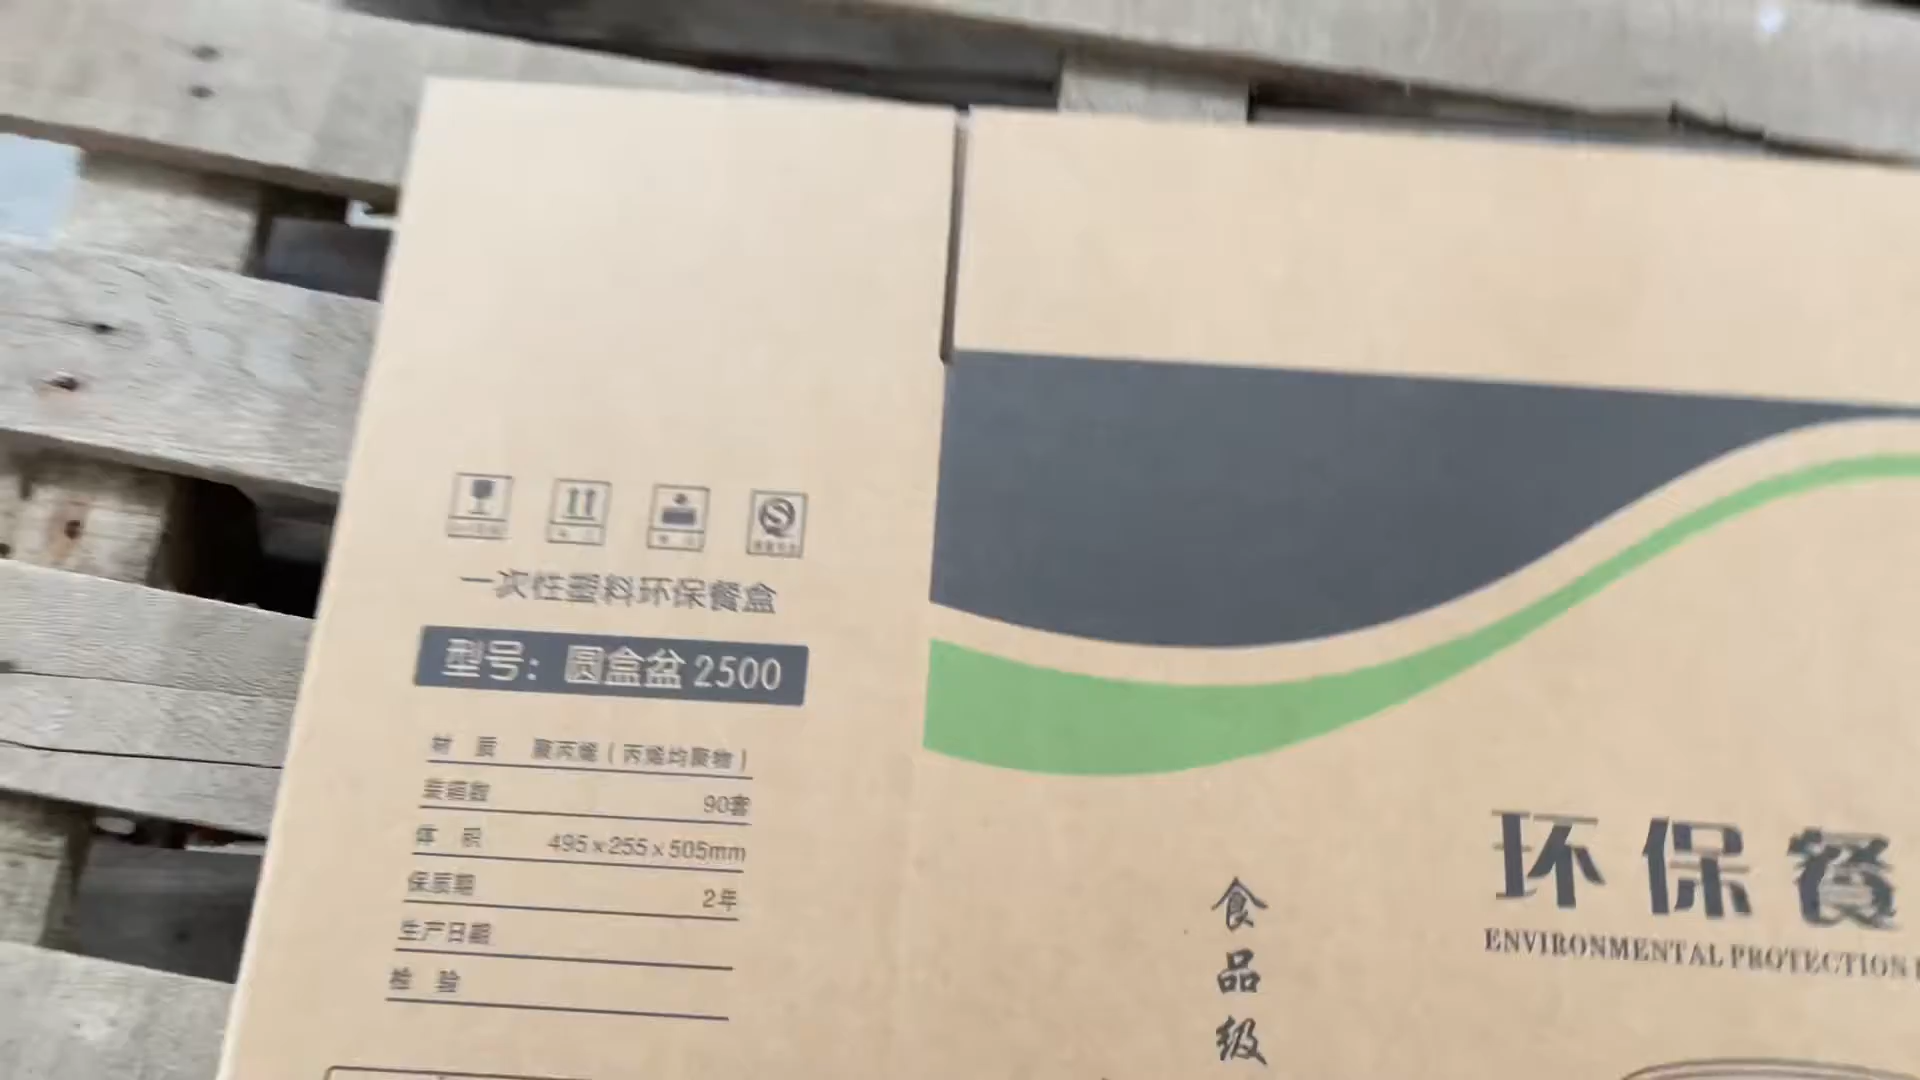 一次性塑料环保餐盒
型号：圆盒盆 2500
材 质 聚丙烯（丙烯均聚物）
装箱数 90套
体 积 495×255×505mm
保质期 2年
生产日期
检 验
环保餐
ENVIRONMENTAL PROTECTION
食品级